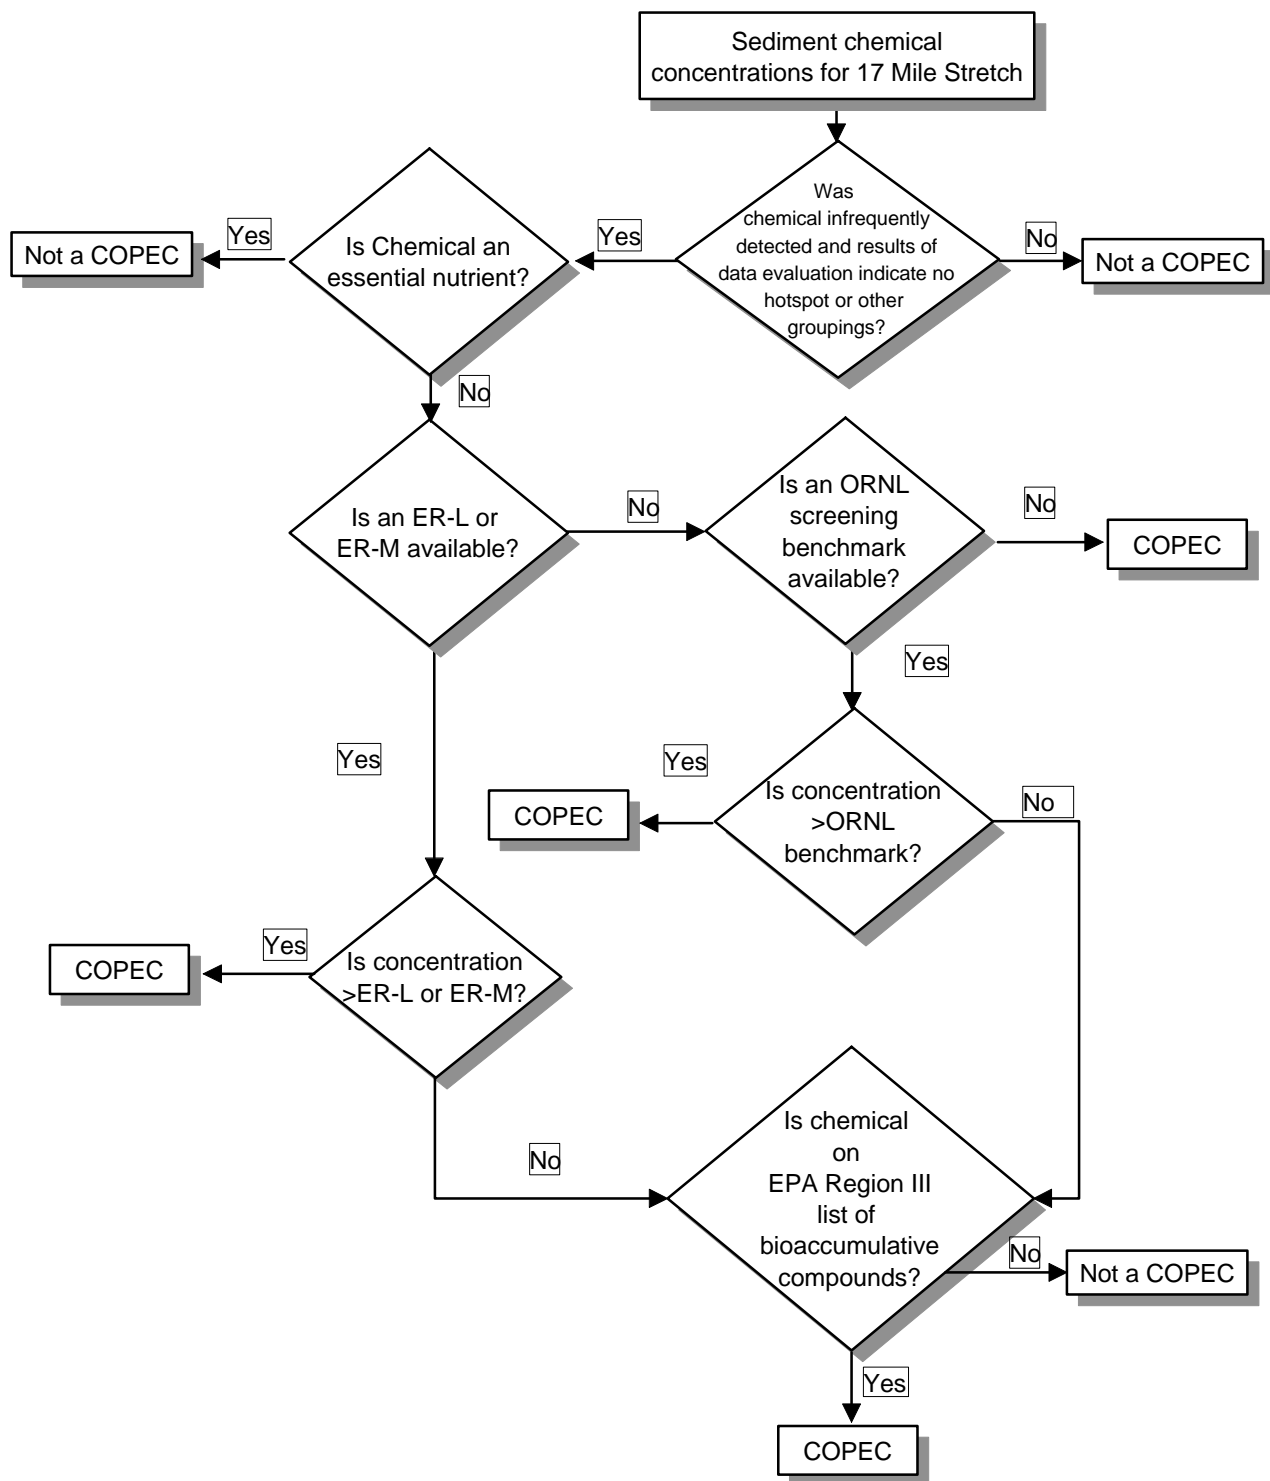 Sediment chemical
concentrations for 17 Mile Stretch
Was
chemical infrequently
detected and results of
data evaluation indicate no
hotspot or other
groupings?
No
Not a COPEC
Yes
Is Chemical an
essential nutrient?
Yes
Not a COPEC
No
Is an ER-L or
ER-M available?
No
Is an ORNL
screening
benchmark
available?
No
COPEC
Yes
Is concentration
>ORNL
benchmark?
Yes
COPEC
No
Yes
Is concentration
>ER-L or ER-M?
Yes
COPEC
No
Is chemical
on
EPA Region III
list of
bioaccumulative
compounds?
No
Not a COPEC
Yes
COPEC